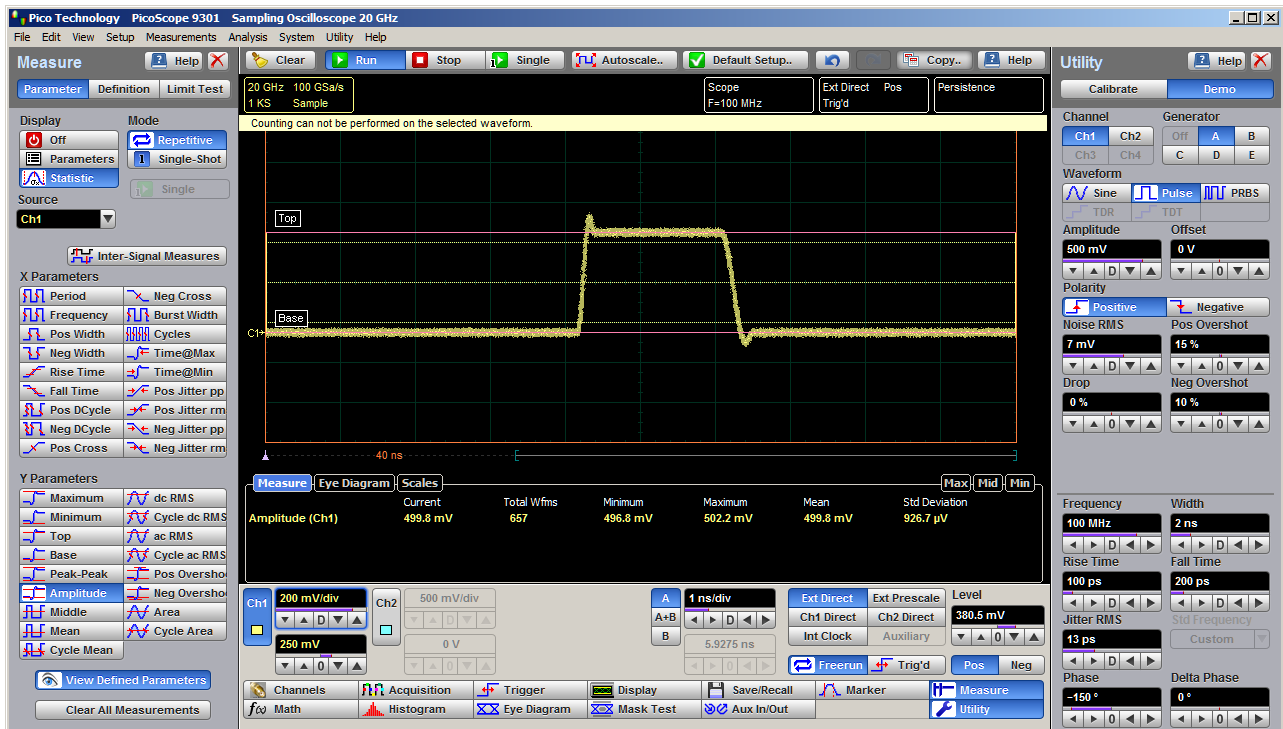 Pico Technology PicoScope 9301 Sampling Oscilloscope 20 GHz
File Edit View Setup Measurements Analysis System Utility Help
Measure Help
Parameter Definition Limit Test
Display Mode
Off Repetitive
Parameters Single-Shot
Statistic
Single
Source
Ch1
Inter-Signal Measures
X Parameters
Period Neg Cross
Frequency Burst Width
Pos Width Cycles
Neg Width Time@Max
Rise Time Time@Min
Fall Time Pos Jitter pp
Pos DCycle Pos Jitter rm
Neg DCycle Neg Jitter pp
Pos Cross Neg Jitter rm
Y Parameters
Maximum dc RMS
Minimum Cycle dc RMS
Top ac RMS
Base Cycle ac RMS
Peak-Peak Pos Oversho
Amplitude Neg Oversho
Middle Area
Mean Cycle Area
Cycle Mean
View Defined Parameters
Clear All Measurements
Clear Run Stop Single Autoscale.. Default Setup.. Copy.. Help
20 GHz 100 GSa/s
1 KS Sample
Scope
F=100 MHz
Ext Direct Pos
Trig'd
Persistence
Counting can not be performed on the selected waveform.
Top
Base
C1
40 ns
Measure Eye Diagram Scales Max Mid Min
Current Total Wfms Minimum Maximum Mean Std Deviation
Amplitude (Ch1) 499.8 mV 657 496.8 mV 502.2 mV 499.8 mV 926.7 µV
Ch1 200 mV/div
D
250 mV
0
Ch2 500 mV/div
D
0 V
0
A 1 ns/div
A+B D
B 5.9275 ns
0
Ext Direct Ext Prescale
Ch1 Direct Ch2 Direct
Int Clock Auxiliary
Level
380.5 mV
0
Freerun Trig'd Pos Neg
Channels Acquisition Trigger Display Save/Recall Marker Measure
f(x) Math Histogram Eye Diagram Mask Test Aux In/Out Utility
Utility Help
Calibrate Demo
Channel Generator
Ch1 Ch2 Off A B
Ch3 Ch4 C D E
Waveform
Sine Pulse PRBS
TDR TDT
Amplitude Offset
500 mV 0 V
D 0
Polarity
Positive Negative
Noise RMS Pos Overshot
7 mV 15 %
D 0
Drop Neg Overshot
0 % 10 %
0 0
Frequency Width
100 MHz 2 ns
D D
Rise Time Fall Time
100 ps 200 ps
D D
Jitter RMS Std Frequency
13 ps Custom
D
Phase Delta Phase
-150 ° 0 °
0 0